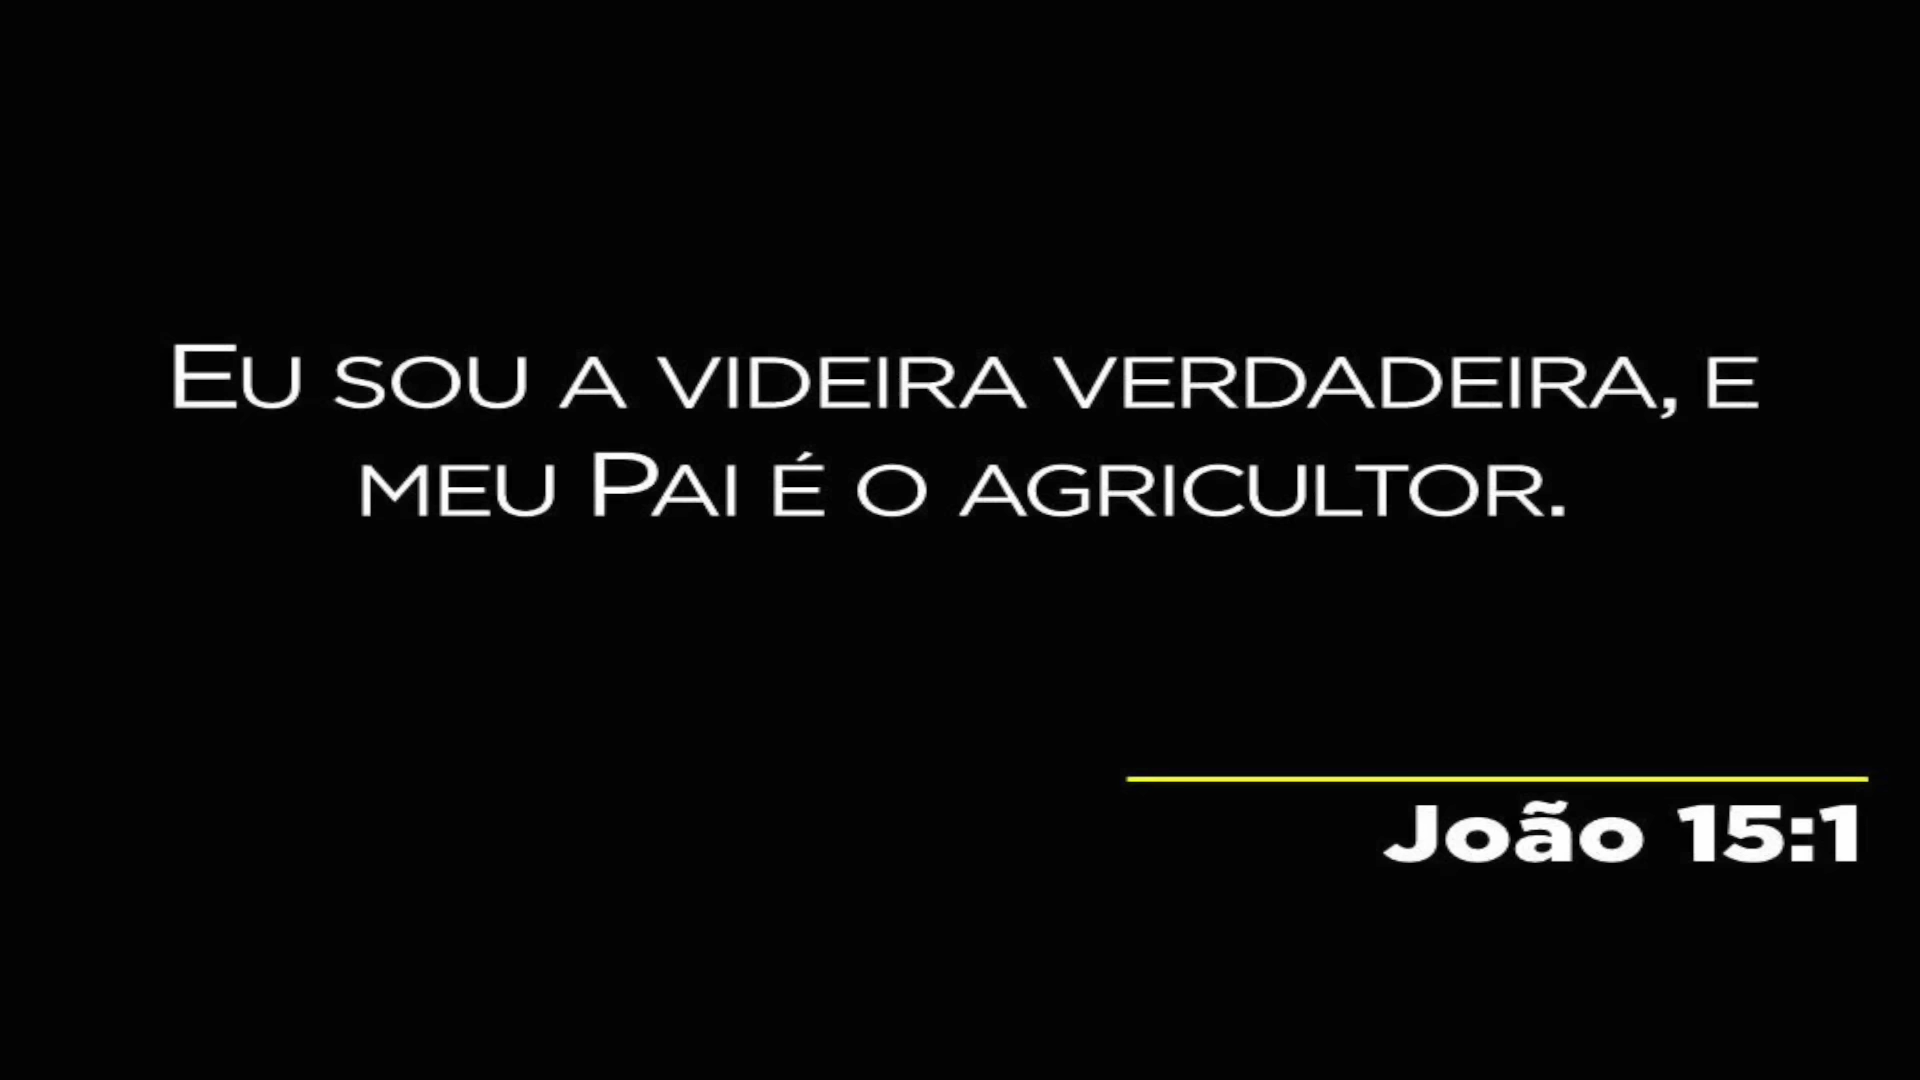 Eu sou a videira verdadeira, e
meu Pai é o agricultor.
João 15:1